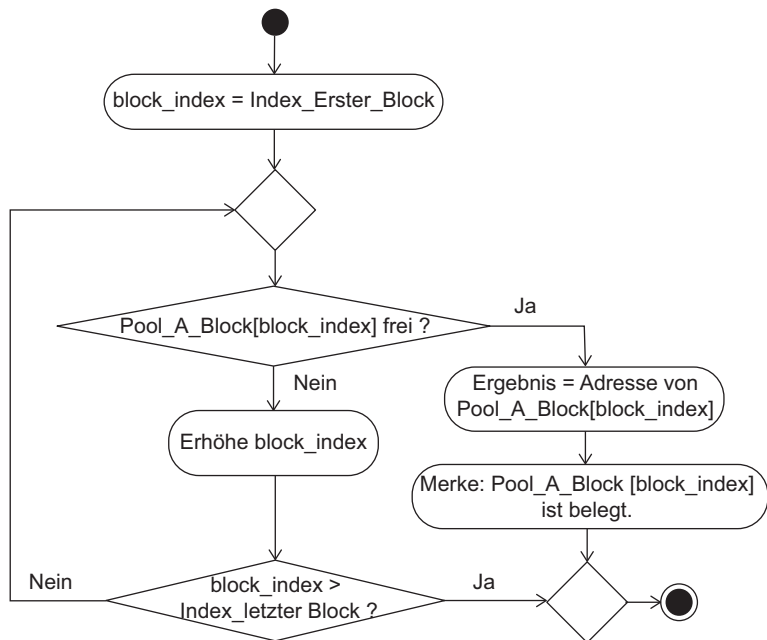 block_index = Index_Erster_Block
Pool_A_Block[block_index] frei ?
Ja
Nein
Ergebnis = Adresse von
Pool_A_Block[block_index]
Erhöhe block_index
Merke: Pool_A_Block [block_index]
ist belegt.
Nein
block_index >
Index_letzter Block ?
Ja